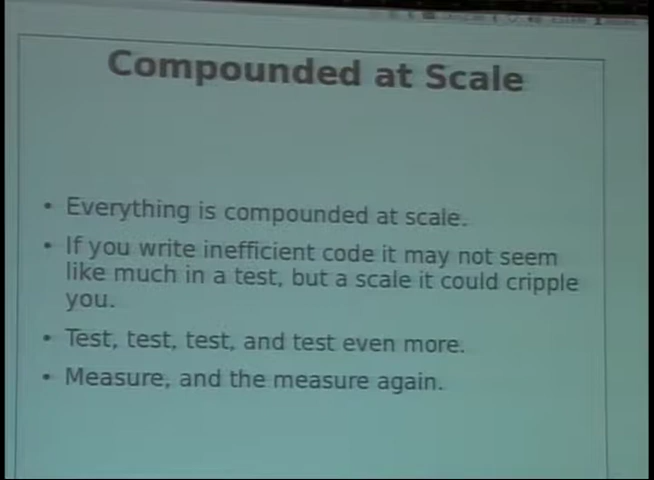 Compounded at Scale
• Everything is compounded at scale.
• If you write inefficient code it may not seem
like much in a test, but a scale it could cripple
you.
• Test, test, test, and test even more.
• Measure, and the measure again.